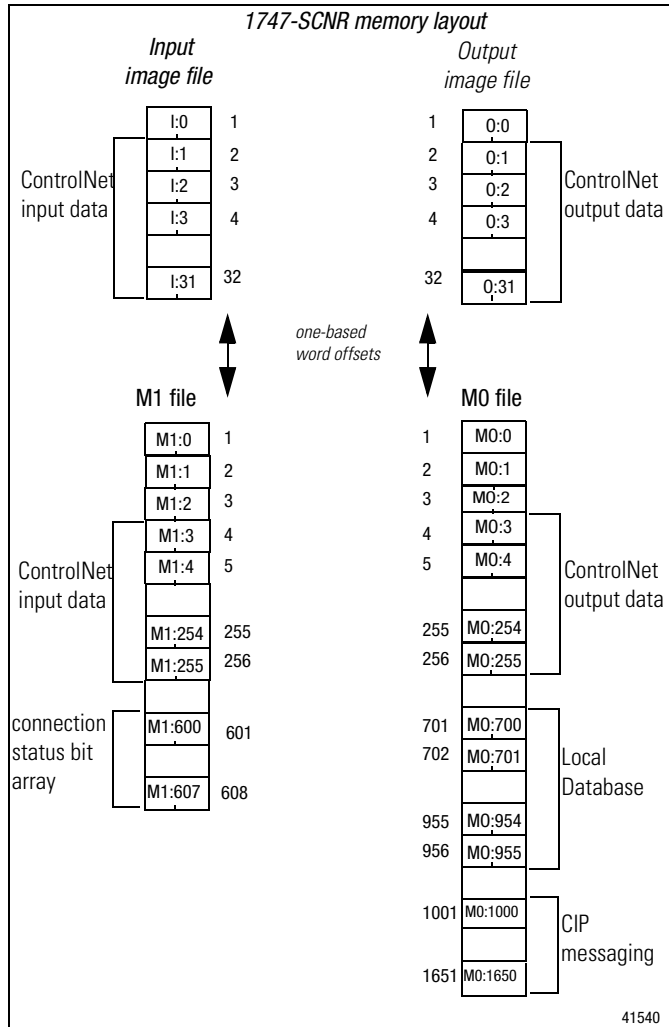 1747-SCNR memory layout
Input
image file
Output
image file
I:0 1
I:1 2
I:2 3
I:3 4
I:31 32
ControlNet
input data
1 O:0
2 O:1
3 O:2
4 O:3
32 O:31
ControlNet
output data
one-based
word offsets
M1 file
M1:0 1
M1:1 2
M1:2 3
M1:3 4
M1:4 5
M1:254 255
M1:255 256
M1:600 601
M1:607 608
ControlNet
input data
connection
status bit
array
M0 file
1 M0:0
2 M0:1
3 M0:2
4 M0:3
5 M0:4
255 M0:254
256 M0:255
701 M0:700
702 M0:701
955 M0:954
956 M0:955
1001 M0:1000
1651 M0:1650
ControlNet
output data
Local
Database
CIP
messaging
41540